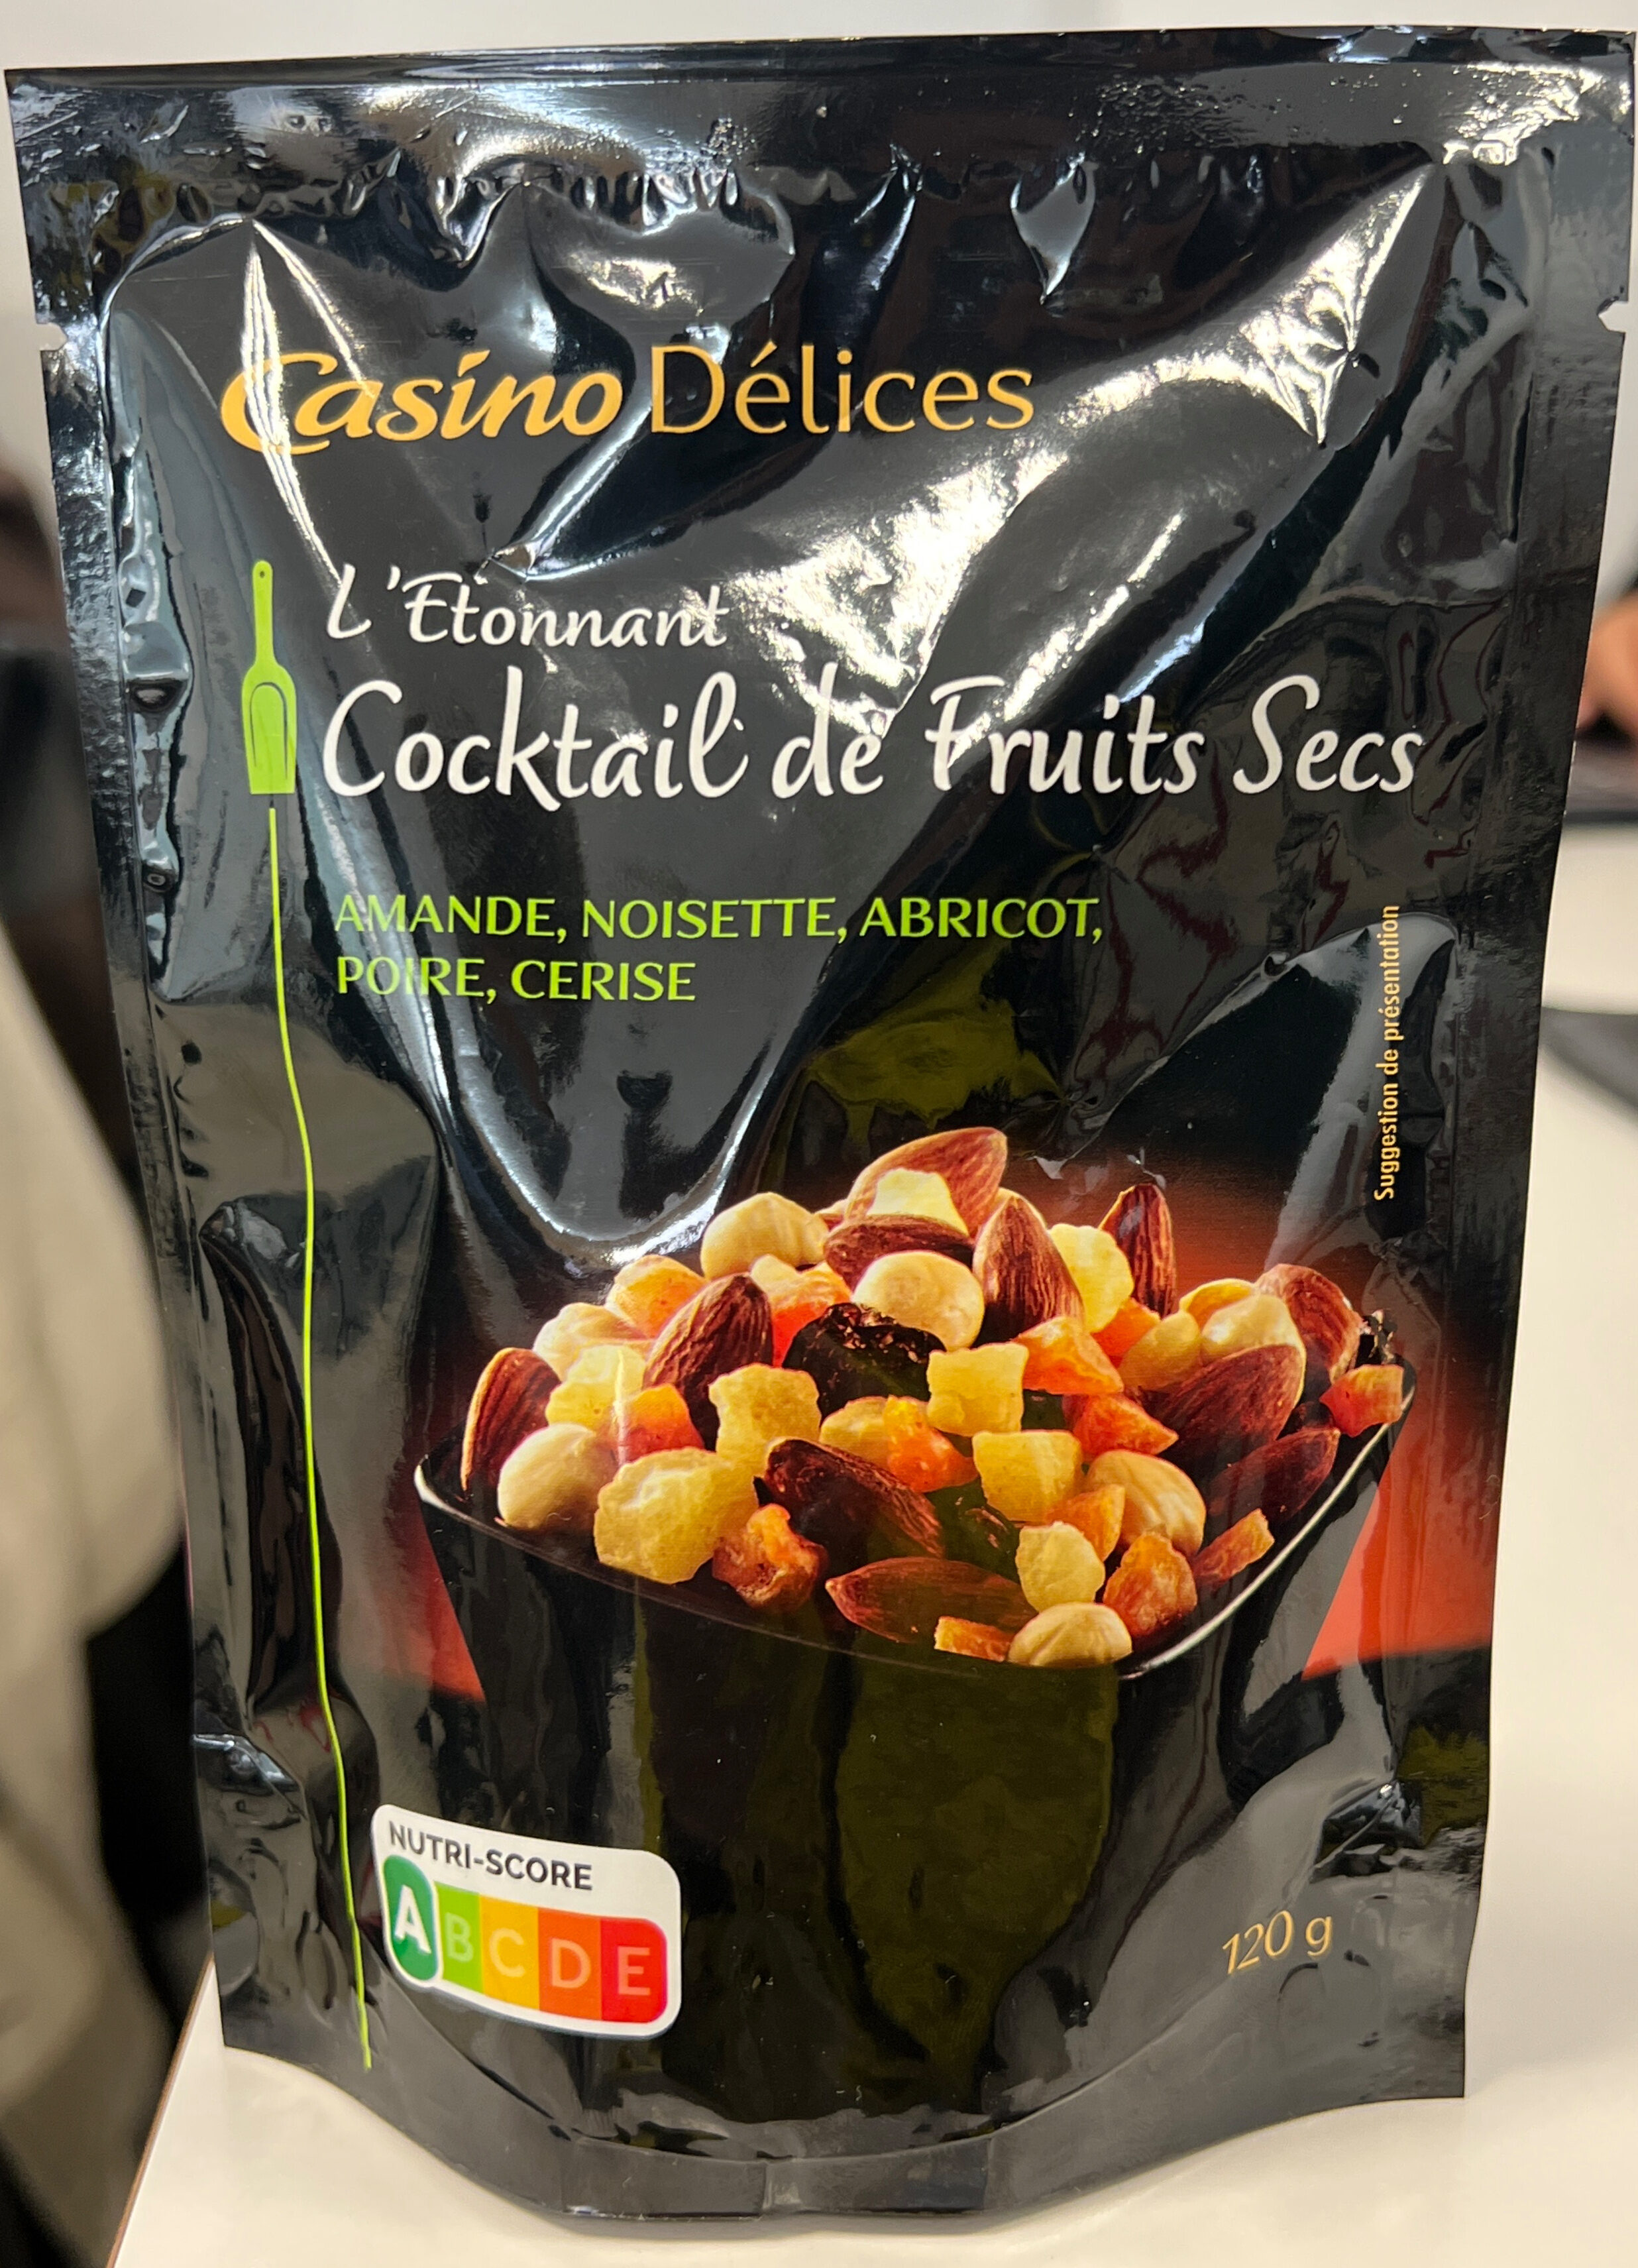 Casino Délices
L'Etonnant
Cocktail de Fruits Secs
AMANDE, NOISETTE, ABRICOT,
POIRE, CERISE
Suggestion de présentation
NUTRI-SCORE
A B C D E
120 g